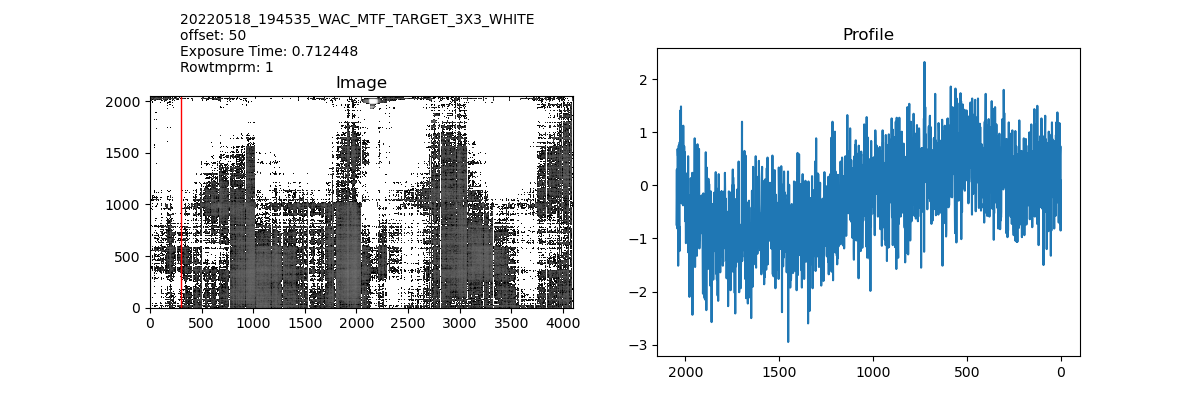 20220518_194535_WAC_MTF_TARGET_3X3_WHITE
offset: 50
Exposure Time: 0.712448
Rowtmprm: 1
Image
2000
1500
1000
500
0
0 500 1000 1500 2000 2500 3000 3500 4000
Profile
2
1
0
−1
−2
−3
2000 1500 1000 500 0